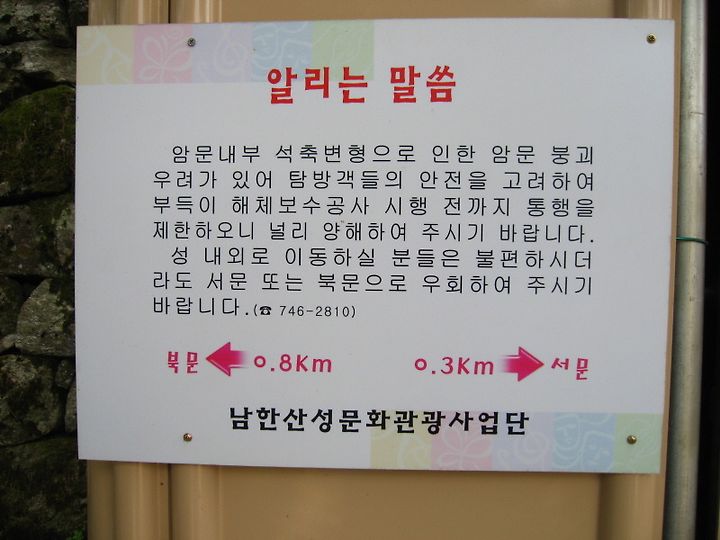 알리는 말씀
암문내부 석축변형으로 인한 암문 붕괴
우려가 있어 탐방객들의 안전을 고려하여
부득이 해체보수공사 시행 전까지 통행을
제한하오니 널리 양해하여 주시기 바랍니다.
성 내외로 이동하실 분들은 불편하시더
라도 서문 또는 북문으로 우회하여 주시기
바랍니다.(☎ 746-2810)
북문 ← 0.8Km 0.3Km → 서문
남한산성문화관광사업단